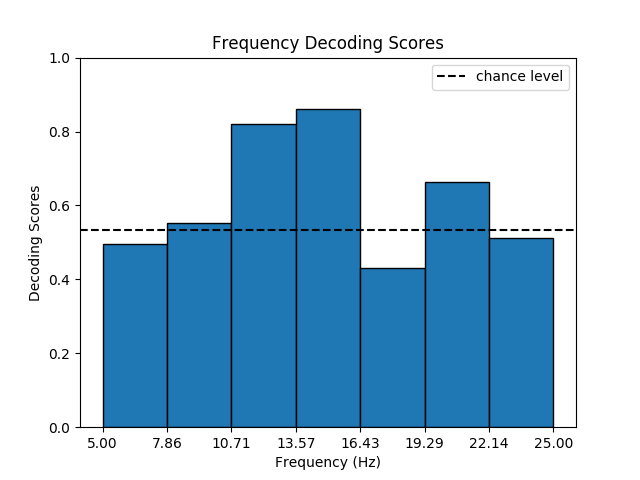 Frequency Decoding Scores
1.0
chance level
0.8
0.6
0.4
0.2
0.0
Decoding Scores
5.00 7.86 10.71 13.57 16.43 19.29 22.14 25.00
Frequency (Hz)